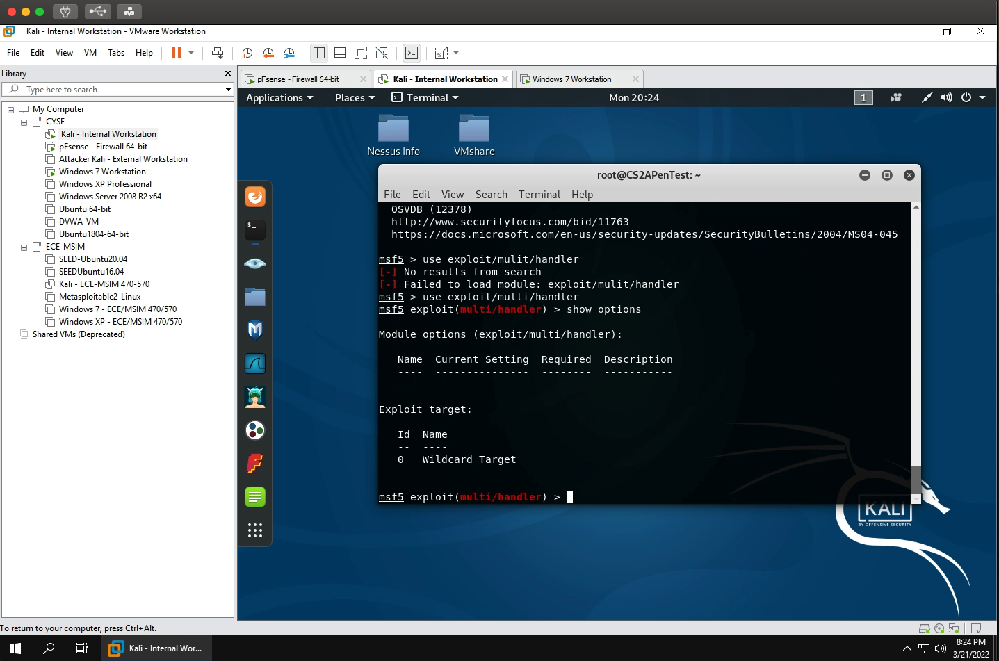 Kali - Internal Workstation - VMware Workstation
File Edit View VM Tabs Help
Library
Type here to search
My Computer
CYSE
Kali - Internal Workstation
pFsense - Firewall 64-bit
Attacker Kali - External Workstation
Windows 7 Workstation
Windows XP Professional
Windows Server 2008 R2 x64
Ubuntu 64-bit
DVWA-VM
Ubuntu1804-64-bit
ECE-MSIM
SEED-Ubuntu20.04
SEEDUbuntu16.04
Kali - ECE-MSIM 470-570
Metasploitable2-Linux
Windows 7 - ECE/MSIM 470/570
Windows XP - ECE/MSIM 470/570
Shared VMs (Deprecated)
pFsense - Firewall 64-bit Kali - Internal Workstation Windows 7 Workstation
Applications Places Terminal Mon 20:24 1
Nessus Info VMshare
root@CS2APenTest: ~
File Edit View Search Terminal Help
OSVDB (12378)
http://www.securityfocus.com/bid/11763
https://docs.microsoft.com/en-us/security-updates/SecurityBulletins/2004/MS04-045
msf5 > use exploit/mulit/handler
[-] No results from search
[-] Failed to load module: exploit/mulit/handler
msf5 > use exploit/multi/handler
msf5 exploit(multi/handler) > show options
Module options (exploit/multi/handler):
Name Current Setting Required Description
---- --------------- -------- -----------
Exploit target:
Id Name
-- ----
0 Wildcard Target
msf5 exploit(multi/handler) >
KALI
BY OFFENSIVE SECURITY
To return to your computer, press Ctrl+Alt.
Kali - Internal Wor...
8:24 PM
3/21/2022